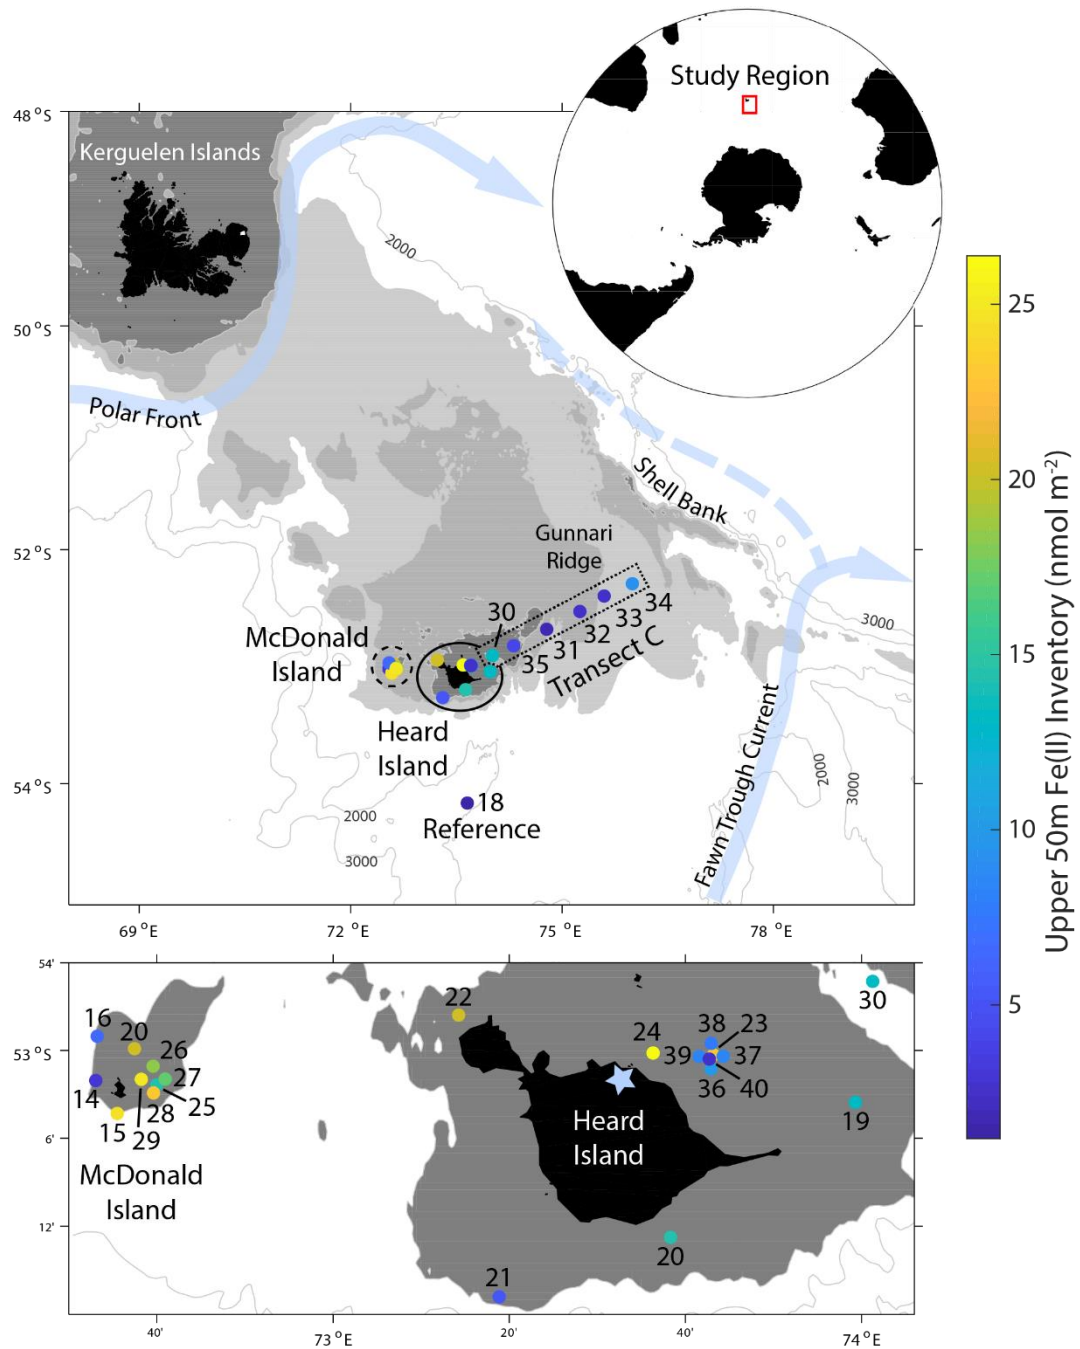 Study Region
48 °S
50 °S
52 °S
54 °S
Kerguelen Islands
2000
Polar Front
Shell Bank
Gunnari
Ridge
30
34
33
32
31
35
Transect C
3000
McDonald
Island
Heard
Island
18
Reference
2000
3000
Fawn Trough Current
2000
3000
69 °E
72 °E
75 °E
78 °E
25
20
15
10
5
Upper 50m Fe(II) Inventory (nmol m-2)
54'
53 °S
6'
12'
16
20
26
27
25
14
15
28
29
McDonald
Island
22
24
38
23
39
37
36
40
30
19
Heard
Island
20
21
40'
73 °E
20'
40'
74 °E